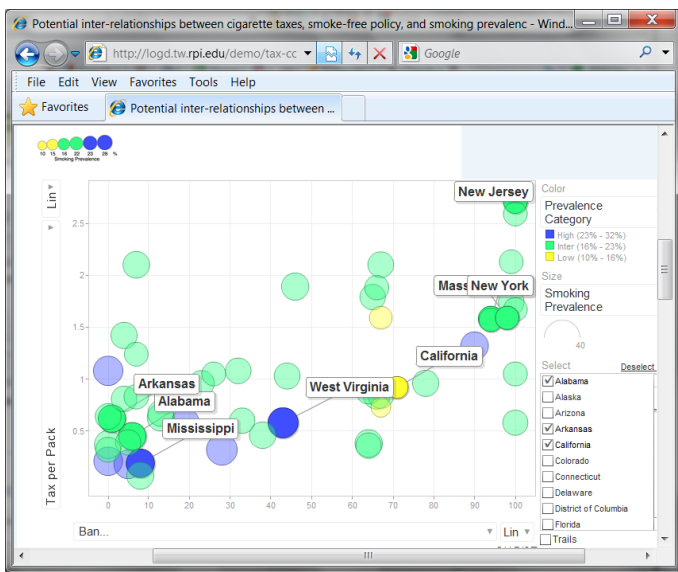 Potential inter-relationships between cigarette taxes, smoke-free policy, and smoking prevalenc - Wind...
http://logd.tw.rpi.edu/demo/tax-cc
Google
File Edit View Favorites Tools Help
Favorites
Potential inter-relationships between ...
10 15 16 22 23 28 %
Smoking Prevalence
Lin
New Jersey
2.5
2
Mass
New York
1.5
California
1
Arkansas
West Virginia
Alabama
Mississippi
0.5
Tax per Pack
0 10 20 30 40 50 60 70 80 90 100
Ban...
Lin
Color
Prevalence
Category
High (23% - 32%)
Inter (16% - 23%)
Low (10% - 16%)
Size
Smoking
Prevalence
40
Select Deselect
Alabama
Alaska
Arizona
Arkansas
California
Colorado
Connecticut
Delaware
District of Columbia
Florida
Trails